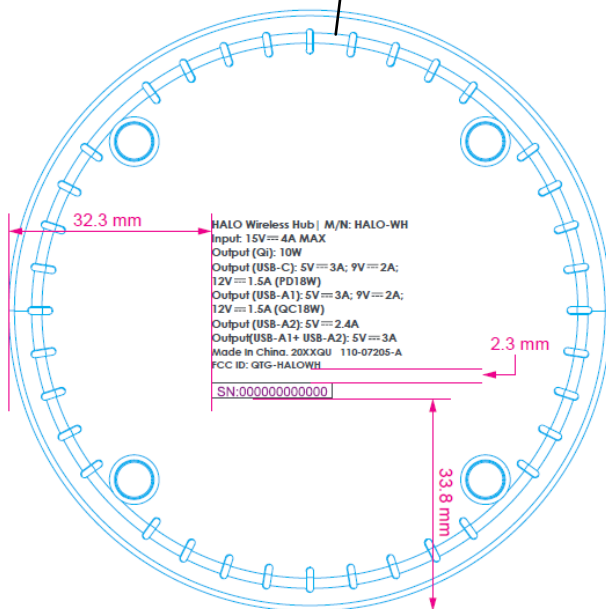 32.3 mm
HALO Wireless Hub| M/N: HALO-WH
Input: 15V⎓4A MAX
Output (Qi): 10W
Output (USB-C): 5V⎓3A; 9V⎓2A;
12V⎓1.5A (PD18W)
Output (USB-A1): 5V⎓3A; 9V⎓2A;
12V⎓1.5A (QC18W)
Output (USB-A2): 5V⎓2.4A
Output(USB-A1+ USB-A2): 5V⎓3A
Made In China. 20XXQU 110-07205-A
FCC ID: QTG-HALOWH
2.3 mm
SN:000000000000
33.8 mm